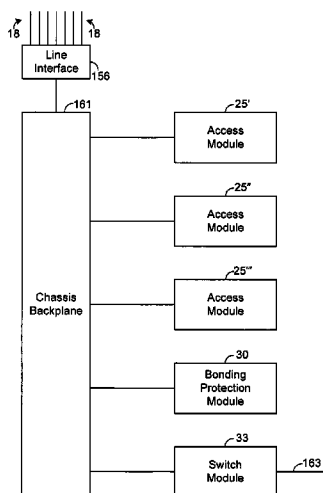 18
18
Line
Interface
156
161
25'
Access
Module
25"
Access
Module
25'"
Access
Module
Chassis
Backplane
30
Bonding
Protection
Module
33
Switch
Module
163